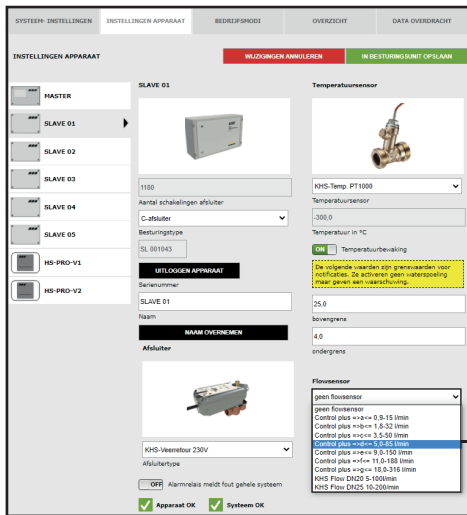 SYSTEEM- INSTELLINGEN
INSTELLINGEN APPARAAT
BEDRIJFSMODI
OVERZICHT
DATA OVERDRACHT
INSTELLINGEN APPARAAT
WIJZIGINGEN ANNULEREN
IN BESTURINGSUNIT OPSLAAN
MASTER
SLAVE 01
SLAVE 02
SLAVE 03
SLAVE 04
SLAVE 05
HS-PRO-V1
HS-PRO-V2
SLAVE 01
1180
Aantal schakelingen afsluiter
C-afsluiter
Besturingstype
SL 001043
UITLOGGEN APPARAAT
Serienummer
SLAVE 01
Naam
NAAM OVERNEMEN
Afsluiter
KHS-Veerretour 230V
Afsluitertype
OFF Alarmrelais meldt fout gehele systeem
Apparaat OK
Systeem OK
Temperatuursensor
KHS-Temp. PT1000
Temperatuursensor
-300,0
Temperatuur in °C
ON Temperatuurbewaking
De volgende waarden zijn grenswaarden voor
notificaties. Ze activeren geen waterspoeling
maar geven een waarschuwing.
25,0
bovengrens
4,0
ondergrens
Flowsensor
geen flowsensor
geen flowsensor
Control plus =>a<= 0,9-15 l/min
Control plus =>b<= 1,8-32 l/min
Control plus =>c<= 3,5-50 l/min
Control plus =>d<= 5,0-85 l/min
Control plus =>e<= 9,0-150 l/min
Control plus =>f<= 11,0-188 l/min
Control plus =>g<= 18,0-316 l/min
KHS Flow DN20 5-100l/min
KHS Flow DN25 10-200l/min